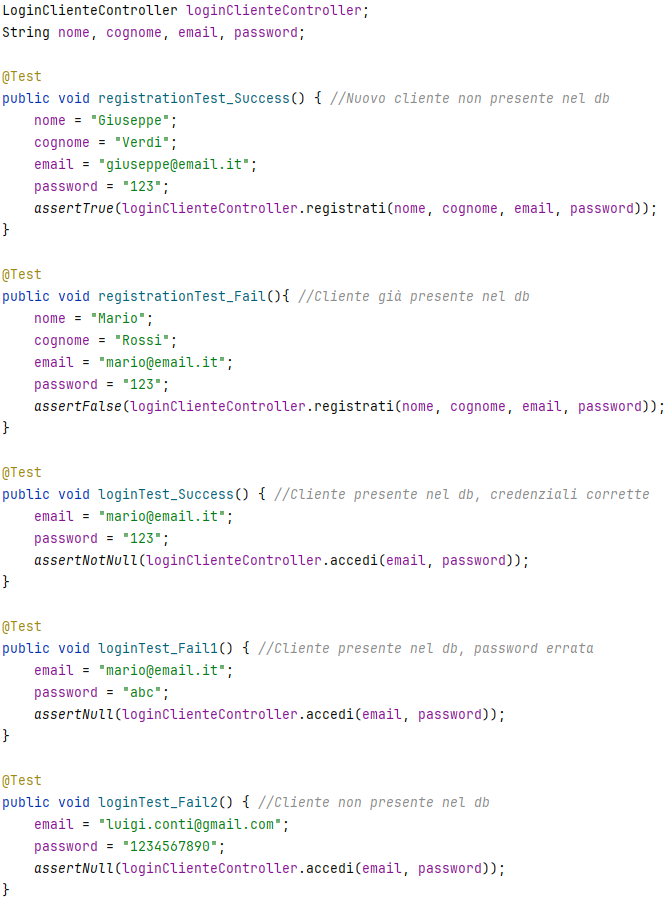 LoginClienteController loginClienteController;
String nome, cognome, email, password;

@Test
public void registrationTest_Success() { //Nuovo cliente non presente nel db
    nome = "Giuseppe";
    cognome = "Verdi";
    email = "giuseppe@email.it";
    password = "123";
    assertTrue(loginClienteController.registrati(nome, cognome, email, password));
}

@Test
public void registrationTest_Fail(){ //Cliente già presente nel db
    nome = "Mario";
    cognome = "Rossi";
    email = "mario@email.it";
    password = "123";
    assertFalse(loginClienteController.registrati(nome, cognome, email, password));
}

@Test
public void loginTest_Success() { //Cliente presente nel db, credenziali corrette
    email = "mario@email.it";
    password = "123";
    assertNotNull(loginClienteController.accedi(email, password));
}

@Test
public void loginTest_Fail1() { //Cliente presente nel db, password errata
    email = "mario@email.it";
    password = "abc";
    assertNull(loginClienteController.accedi(email, password));
}

@Test
public void loginTest_Fail2() { //Cliente non presente nel db
    email = "luigi.conti@gmail.com";
    password = "1234567890";
    assertNull(loginClienteController.accedi(email, password));
}